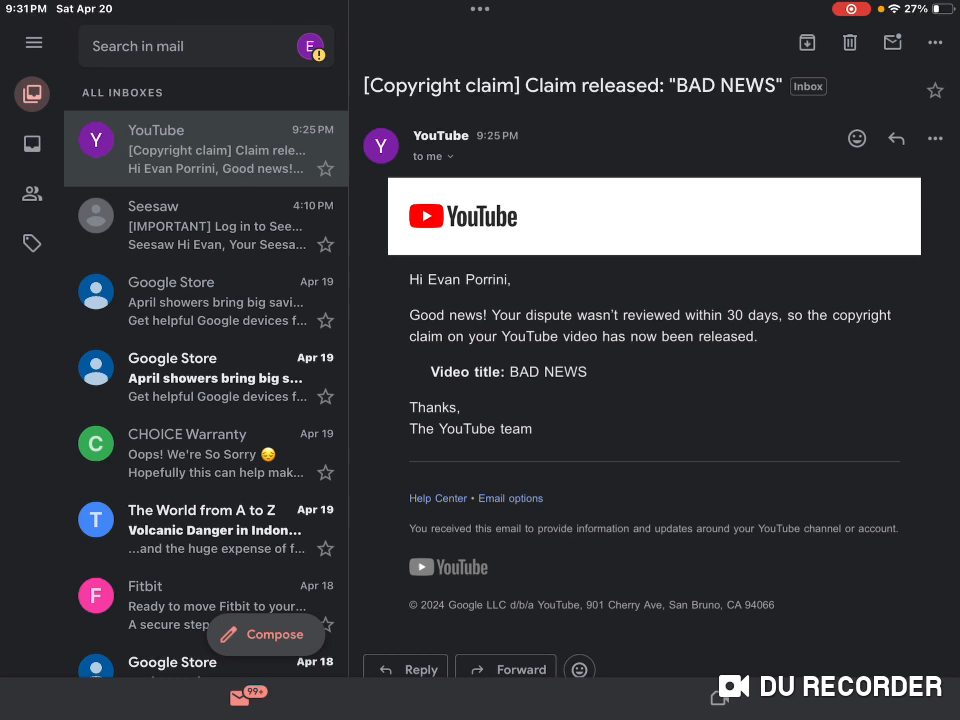 9:31 PM Sat Apr 20
27%
Search in mail
E
ALL INBOXES
Y
YouTube
9:25 PM
[Copyright claim] Claim rele...
Hi Evan Porrini, Good news!...
Seesaw
4:10 PM
[IMPORTANT] Log in to See...
Seesaw Hi Evan, Your Seesa...
Google Store
Apr 19
April showers bring big savi...
Get helpful Google devices f...
Google Store
Apr 19
April showers bring big s...
Get helpful Google devices f...
C
CHOICE Warranty
Apr 19
Oops! We're So Sorry 😔
Hopefully this can help mak...
T
The World from A to Z
Apr 19
Volcanic Danger in Indon...
...and the huge expense of f...
F
Fitbit
Apr 18
Ready to move Fitbit to your...
A secure step
Compose
Google Store
Apr 18
99+
[Copyright claim] Claim released: "BAD NEWS"
Inbox
Y
YouTube 9:25 PM
to me
YouTube
Hi Evan Porrini,
Good news! Your dispute wasn't reviewed within 30 days, so the copyright
claim on your YouTube video has now been released.
Video title: BAD NEWS
Thanks,
The YouTube team
Help Center • Email options
You received this email to provide information and updates around your YouTube channel or account.
YouTube
© 2024 Google LLC d/b/a YouTube, 901 Cherry Ave, San Bruno, CA 94066
Reply
Forward
DU RECORDER